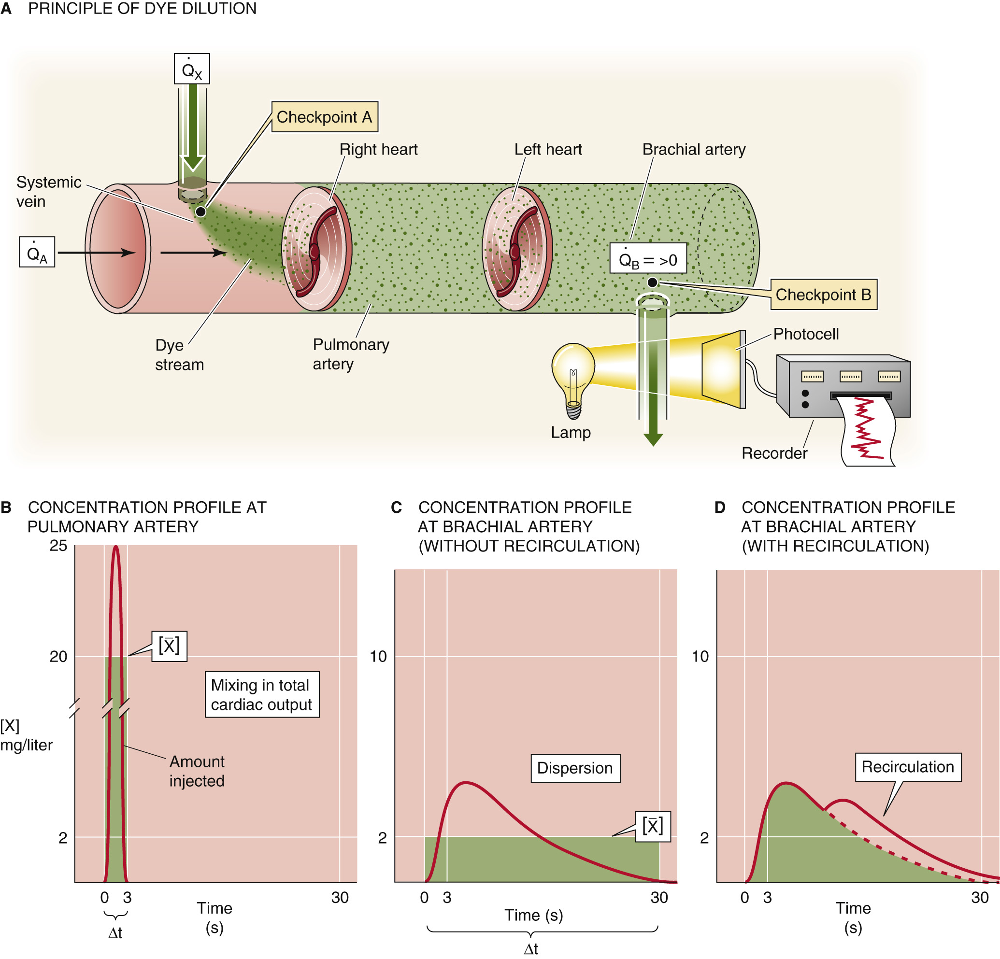 A PRINCIPLE OF DYE DILUTION
Q̇X
Checkpoint A
Right heart
Left heart
Brachial artery
Systemic
vein
Q̇A
Q̇B = >0
Checkpoint B
Dye
stream
Pulmonary
artery
Photocell
Lamp
Recorder
B CONCENTRATION PROFILE AT
PULMONARY ARTERY
25
20
2
[X]
mg/liter
[X̅]
Mixing in total
cardiac output
Amount
injected
0 3 30
Time
(s)
Δt
C CONCENTRATION PROFILE
AT BRACHIAL ARTERY
(WITHOUT RECIRCULATION)
10
2
Dispersion
[X̅]
0 3 30
Time (s)
Δt
D CONCENTRATION PROFILE
AT BRACHIAL ARTERY
(WITH RECIRCULATION)
10
2
Recirculation
0 3 30
Time
(s)